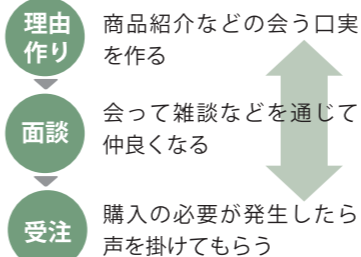 理由
作り
商品紹介などの会う口実
を作る
面談
会って雑談などを通じて
仲良くなる
受注
購入の必要が発生したら
声を掛けてもらう